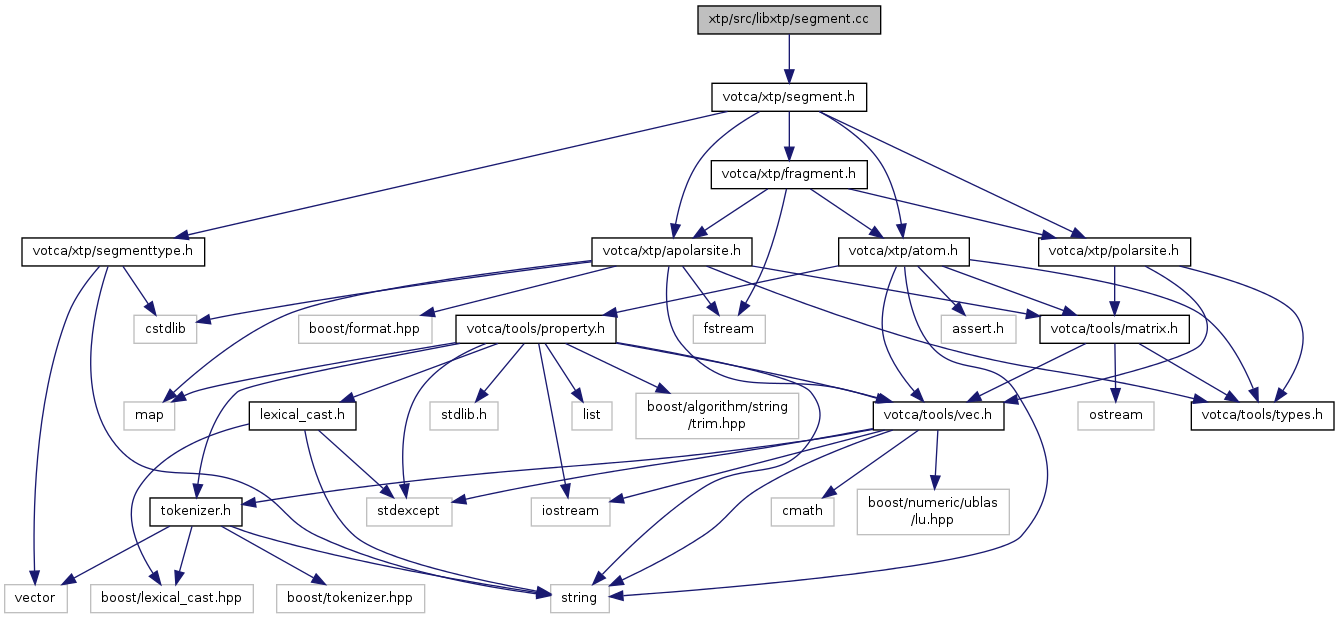 xtp/src/libxtp/segment.cc
votca/xtp/segment.h
votca/xtp/fragment.h
votca/xtp/segmenttype.h
votca/xtp/apolarsite.h
votca/xtp/atom.h
votca/xtp/polarsite.h
cstdlib
boost/format.hpp
votca/tools/property.h
fstream
assert.h
votca/tools/matrix.h
map
lexical_cast.h
stdlib.h
list
boost/algorithm/string
/trim.hpp
votca/tools/vec.h
ostream
votca/tools/types.h
tokenizer.h
stdexcept
iostream
cmath
boost/numeric/ublas
/lu.hpp
vector
boost/lexical_cast.hpp
boost/tokenizer.hpp
string